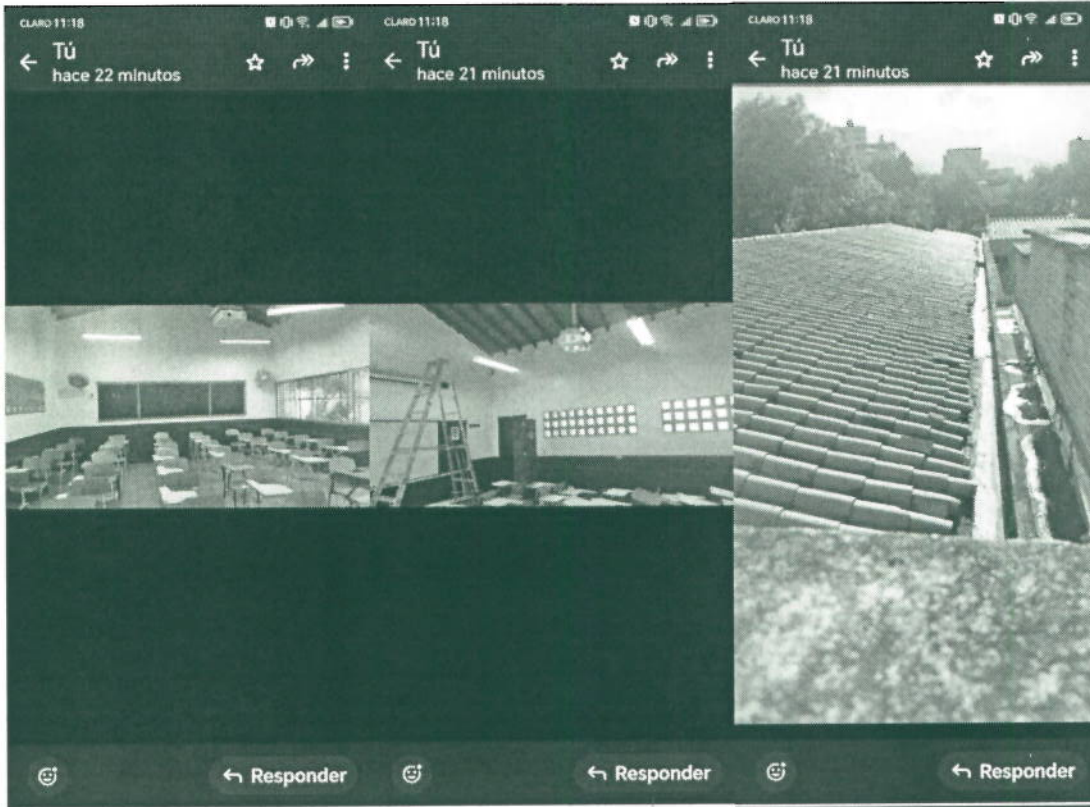 CLARO 11:18
Tú
hace 22 minutos
Responder
CLARO 11:18
Tú
hace 21 minutos
Responder
CLARO 11:18
Tú
hace 21 minutos
Responder